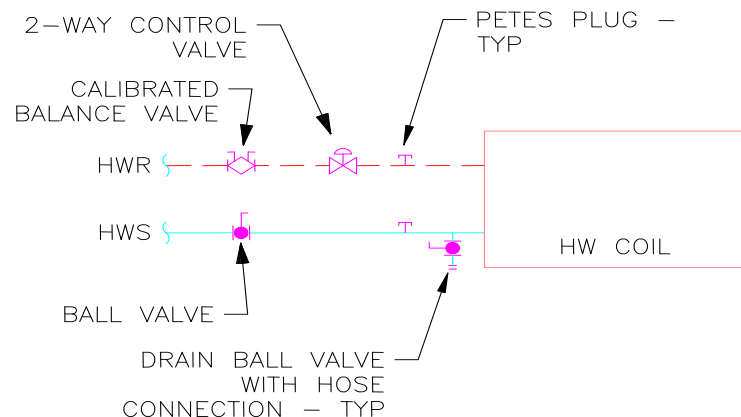 2-WAY CONTROL
VALVE
PETES PLUG -
TYP
CALIBRATED
BALANCE VALVE
HWR
HWS
HW COIL
BALL VALVE
DRAIN BALL VALVE
WITH HOSE
CONNECTION - TYP